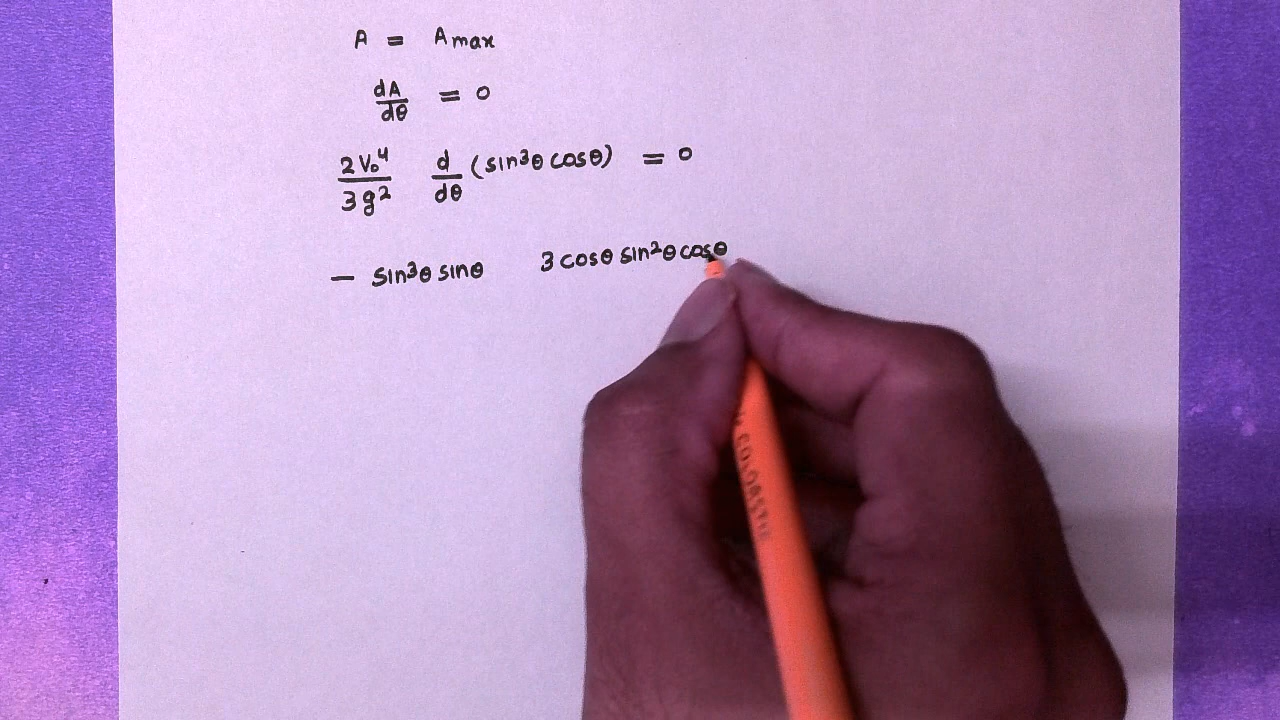 A = Amax
dA/dθ = 0
2V₀⁴/3g² d/dθ (sin³θ cosθ) = 0
— sin³θ sinθ 3 cosθ sin²θ cosθ